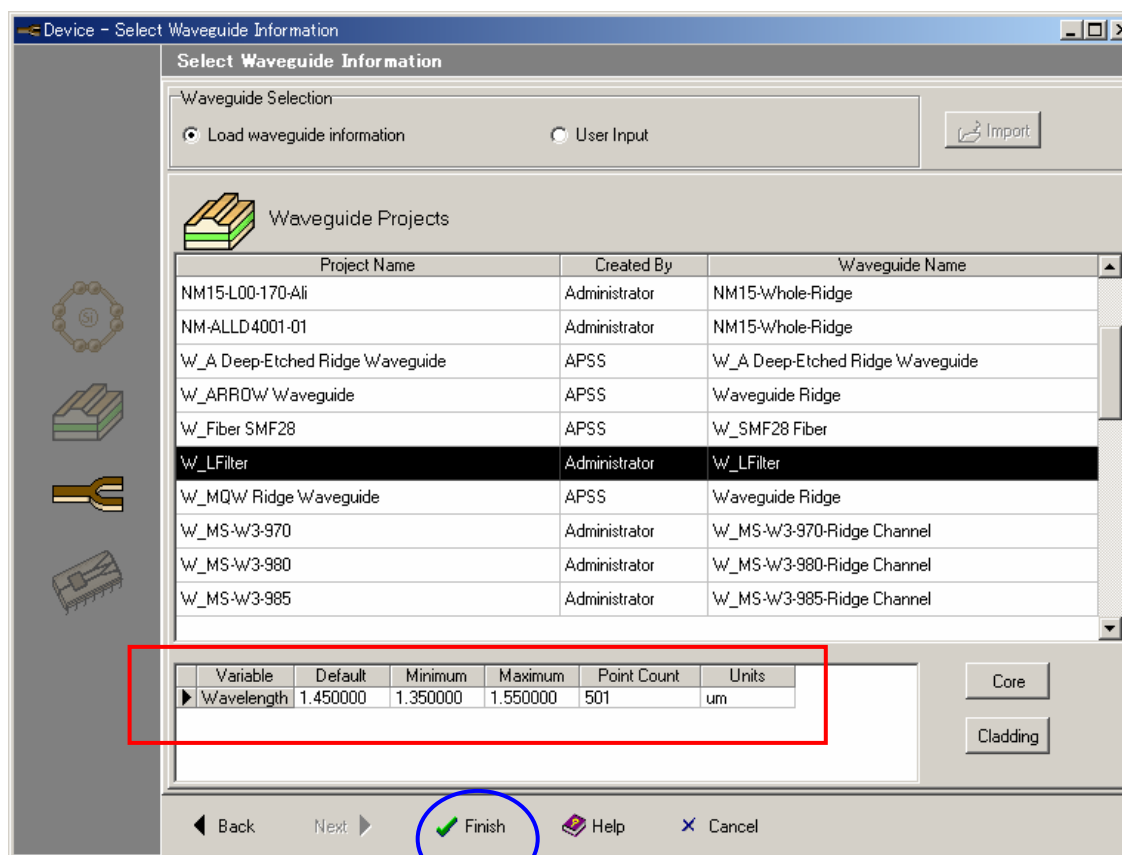 Device - Select Waveguide Information
Select Waveguide Information
Waveguide Selection
Load waveguide information User Input Import
Si
Waveguide Projects
Project Name Created By Waveguide Name
NM15-L00-170-Ali Administrator NM15-Whole-Ridge
NM-ALLD4001-01 Administrator NM15-Whole-Ridge
W_A Deep-Etched Ridge Waveguide APSS W_A Deep-Etched Ridge Waveguide
W_ARROW Waveguide APSS Waveguide Ridge
W_Fiber SMF28 APSS W_SMF28 Fiber
W_LFilter Administrator W_LFilter
W_MQW Ridge Waveguide APSS Waveguide Ridge
W_MS-W3-970 Administrator W_MS-W3-970-Ridge Channel
W_MS-W3-980 Administrator W_MS-W3-980-Ridge Channel
W_MS-W3-985 Administrator W_MS-W3-985-Ridge Channel
Variable Default Minimum Maximum Point Count Units
Wavelength 1.450000 1.350000 1.550000 501 um
Core
Cladding
Back Next Finish Help Cancel